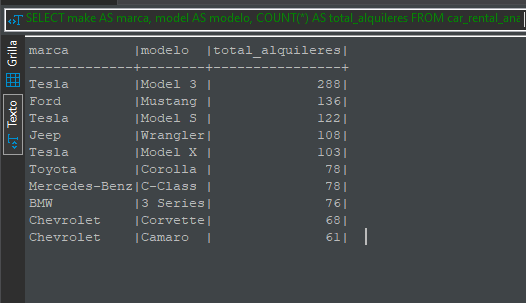 SELECT make AS marca, model AS modelo, COUNT(*) AS total_alquileres FROM car_rental_ana
Grilla
Texto
marca        |modelo  |total_alquileres|
-------------+--------+----------------+
Tesla        |Model 3 |             288|
Ford         |Mustang |             136|
Tesla        |Model S |             122|
Jeep         |Wrangler|             108|
Tesla        |Model X |             103|
Toyota       |Corolla |              78|
Mercedes-Benz|C-Class |              78|
BMW          |3 Series|              76|
Chevrolet    |Corvette|              68|
Chevrolet    |Camaro  |              61|